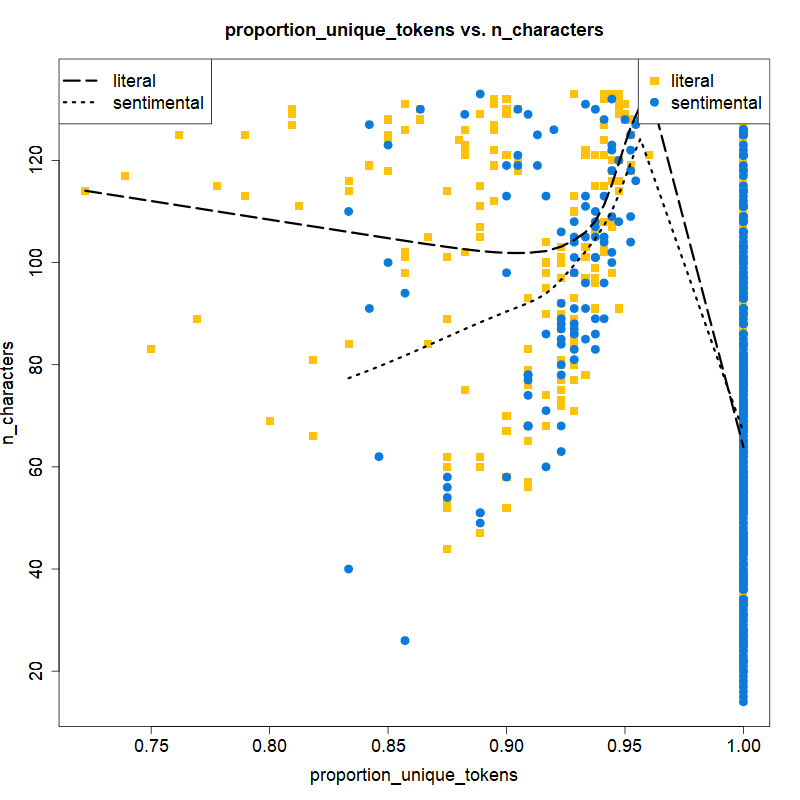 proportion_unique_tokens vs. n_characters
literal
sentimental
literal
sentimental
n_characters
120
100
80
60
40
20
0.75 0.80 0.85 0.90 0.95 1.00
proportion_unique_tokens